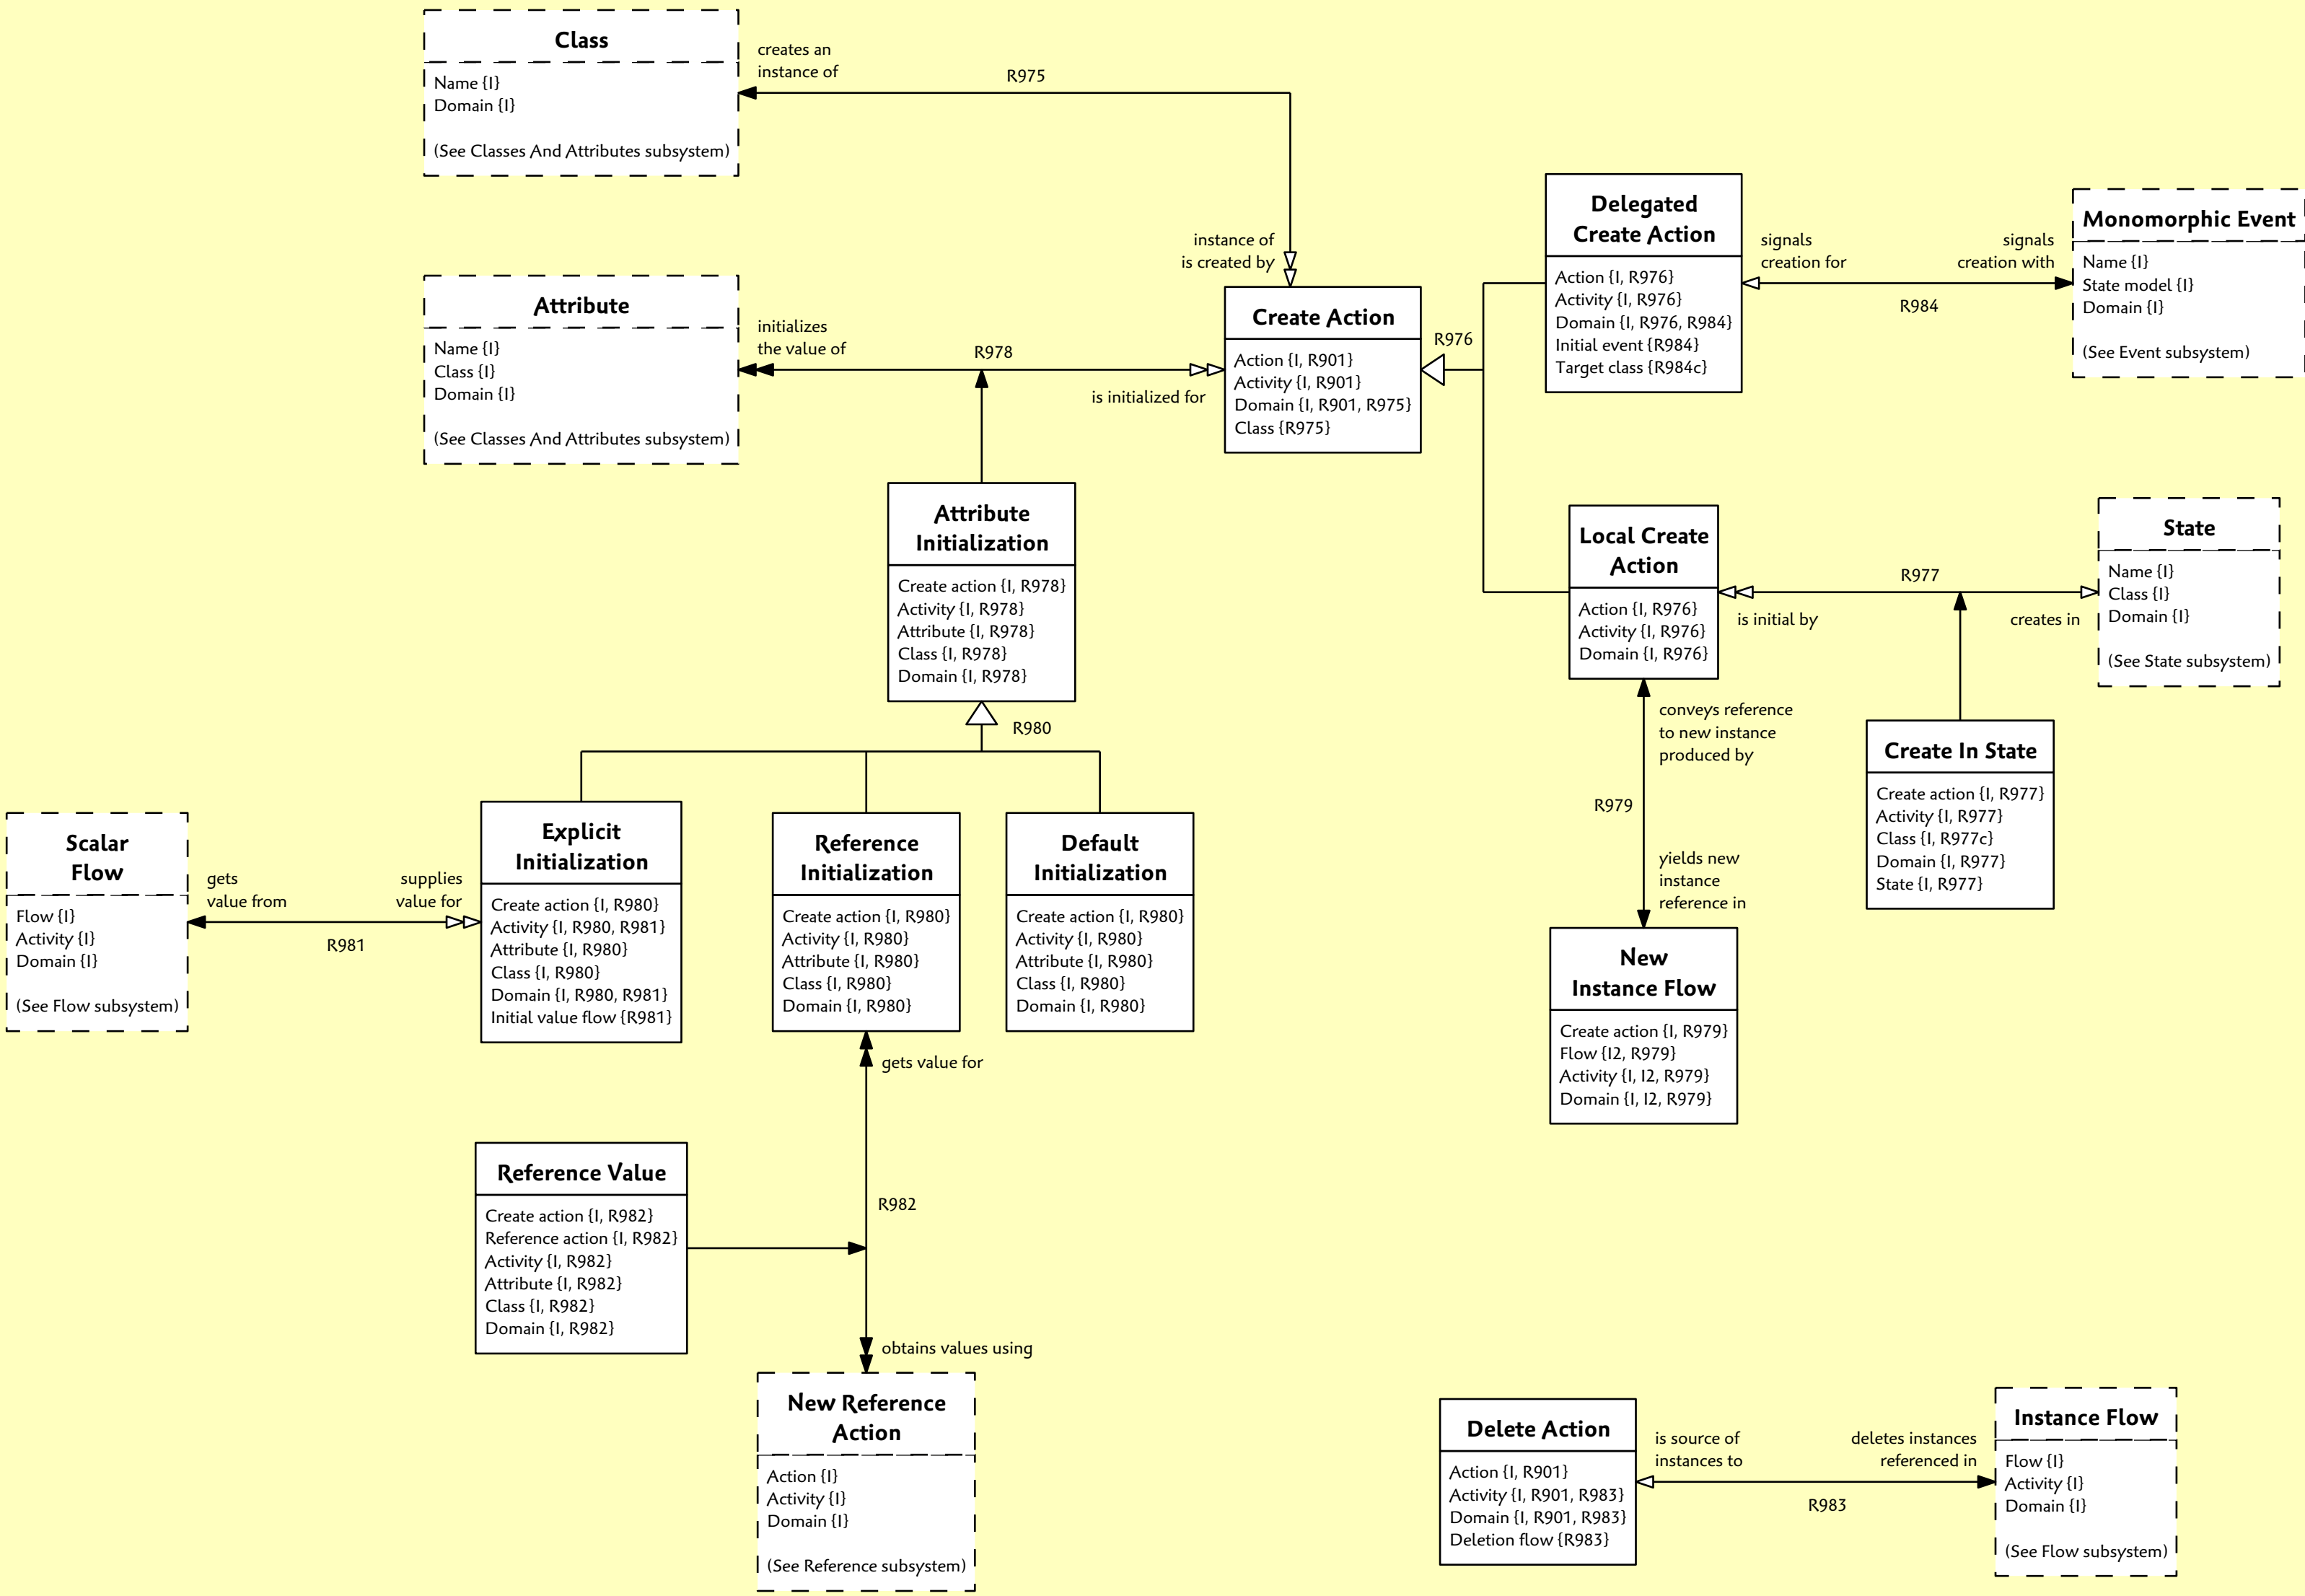 Class
Name {I}
Domain {I}
(See Classes And Attributes subsystem)
creates an
instance of
R975
instance of
is created by
Attribute
Name {I}
Class {I}
Domain {I}
(See Classes And Attributes subsystem)
initializes
the value of
R978
is initialized for
Create Action
Action {I, R901}
Activity {I, R901}
Domain {I, R901, R975}
Class {R975}
R976
Delegated
Create Action
Action {I, R976}
Activity {I, R976}
Domain {I, R976, R984}
Initial event {R984}
Target class {R984c}
signals
creation for
signals
creation with
R984
Monomorphic Event
Name {I}
State model {I}
Domain {I}
(See Event subsystem)
Attribute
Initialization
Create action {I, R978}
Activity {I, R978}
Attribute {I, R978}
Class {I, R978}
Domain {I, R978}
R980
Local Create
Action
Action {I, R976}
Activity {I, R976}
Domain {I, R976}
R977
is initial by
creates in
State
Name {I}
Class {I}
Domain {I}
(See State subsystem)
conveys reference
to new instance
produced by
R979
yields new
instance
reference in
Create In State
Create action {I, R977}
Activity {I, R977}
Class {I, R977c}
Domain {I, R977}
State {I, R977}
Scalar
Flow
Flow {I}
Activity {I}
Domain {I}
(See Flow subsystem)
gets
value from
supplies
value for
R981
Explicit
Initialization
Create action {I, R980}
Activity {I, R980, R981}
Attribute {I, R980}
Class {I, R980}
Domain {I, R980, R981}
Initial value flow {R981}
Reference
Initialization
Create action {I, R980}
Activity {I, R980}
Attribute {I, R980}
Class {I, R980}
Domain {I, R980}
Default
Initialization
Create action {I, R980}
Activity {I, R980}
Attribute {I, R980}
Class {I, R980}
Domain {I, R980}
New
Instance Flow
Create action {I, R979}
Flow {I2, R979}
Activity {I, I2, R979}
Domain {I, I2, R979}
gets value for
R982
obtains values using
Reference Value
Create action {I, R982}
Reference action {I, R982}
Activity {I, R982}
Attribute {I, R982}
Class {I, R982}
Domain {I, R982}
New Reference
Action
Action {I}
Activity {I}
Domain {I}
(See Reference subsystem)
Delete Action
Action {I, R901}
Activity {I, R901, R983}
Domain {I, R901, R983}
Deletion flow {R983}
is source of
instances to
deletes instances
referenced in
R983
Instance Flow
Flow {I}
Activity {I}
Domain {I}
(See Flow subsystem)